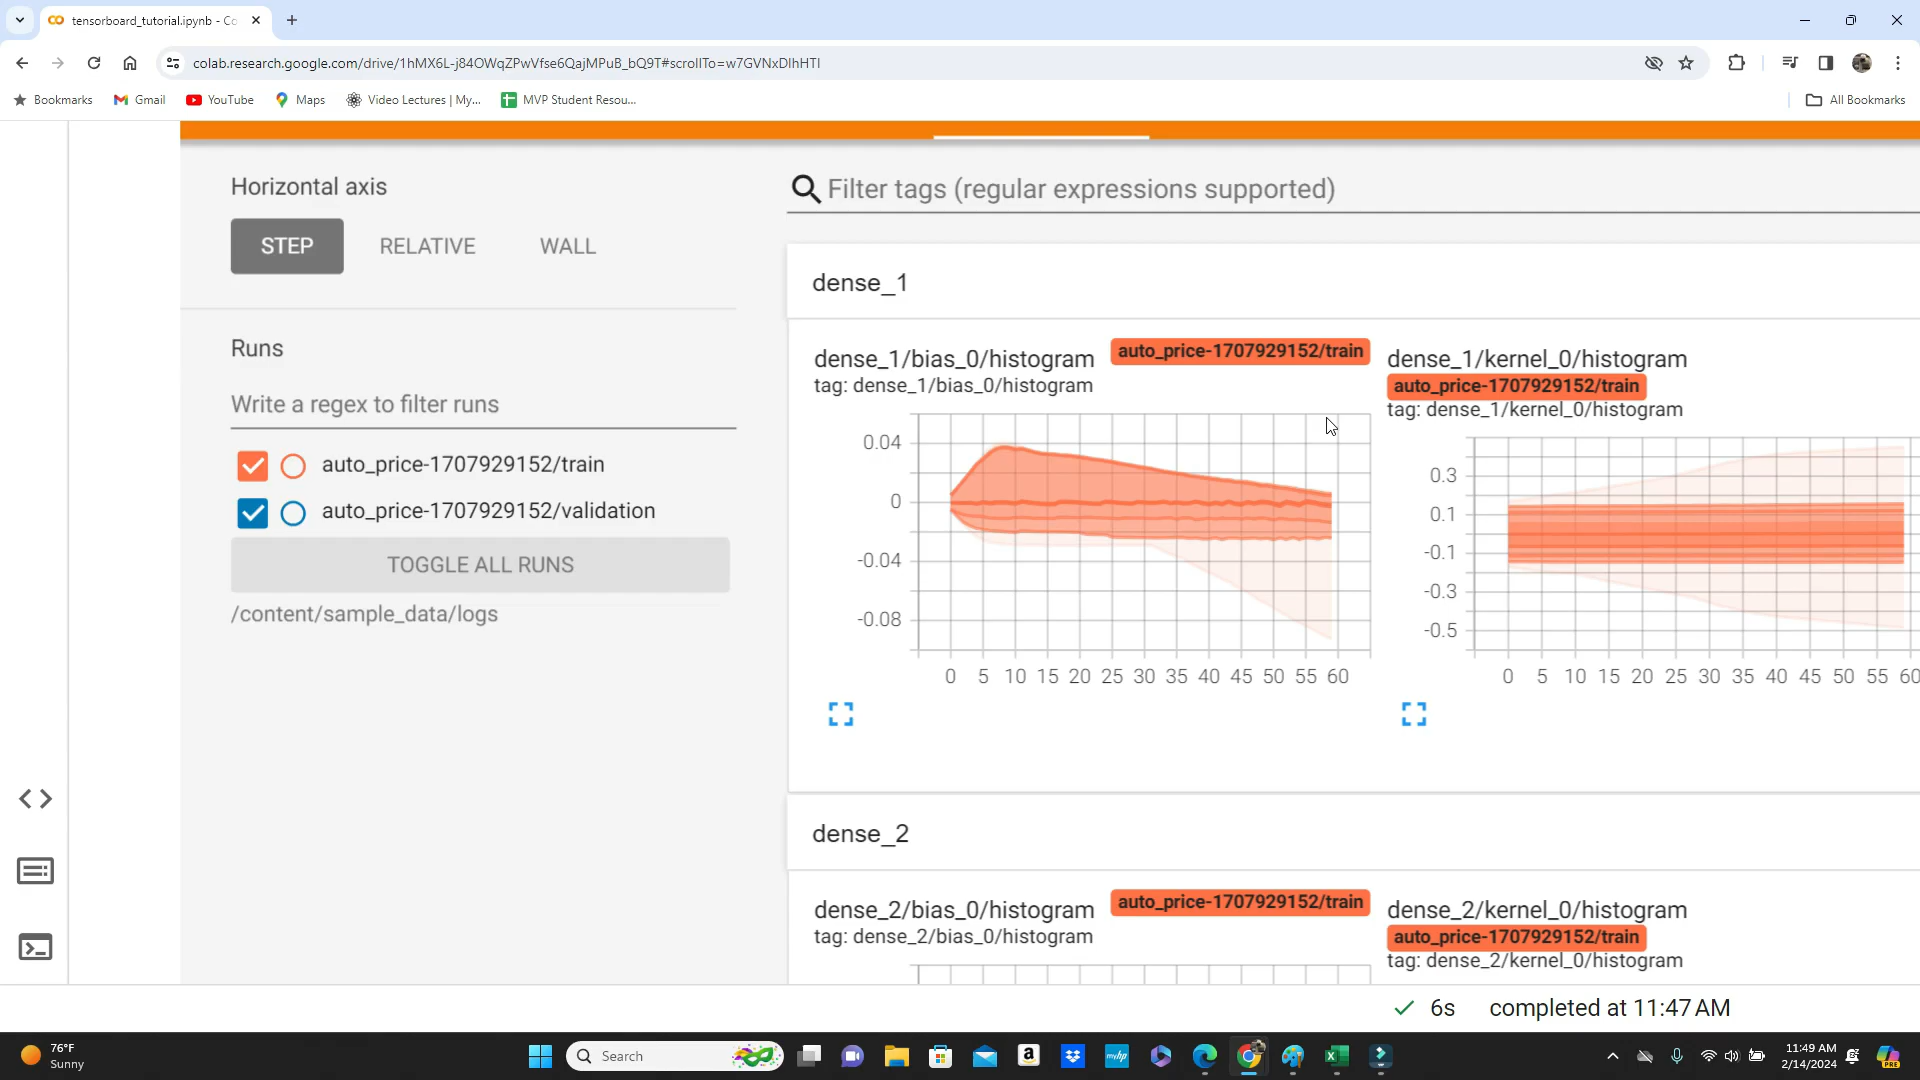 tensorboard_tutorial.ipynb - Co
colab.research.google.com/drive/1hMX6L-j84OWqZPwVfse6QajMPuB_bQ9T#scrollTo=w7GVNxDIhHTI
Bookmarks
Gmail
YouTube
Maps
Video Lectures | My...
MVP Student Resou...
All Bookmarks
Horizontal axis
STEP
RELATIVE
WALL
Runs
Write a regex to filter runs
auto_price-1707929152/train
auto_price-1707929152/validation
TOGGLE ALL RUNS
/content/sample_data/logs
Filter tags (regular expressions supported)
dense_1
dense_1/bias_0/histogram
auto_price-1707929152/train
tag: dense_1/bias_0/histogram
0.04
0
-0.04
-0.08
0 5 10 15 20 25 30 35 40 45 50 55 60
dense_1/kernel_0/histogram
auto_price-1707929152/train
tag: dense_1/kernel_0/histogram
0.3
0.1
-0.1
-0.3
-0.5
0 5 10 15 20 25 30 35 40 45 50 55 60
dense_2
dense_2/bias_0/histogram
auto_price-1707929152/train
tag: dense_2/bias_0/histogram
dense_2/kernel_0/histogram
auto_price-1707929152/train
tag: dense_2/kernel_0/histogram
6s completed at 11:47 AM
76°F
Sunny
Search
a
myhp
11:49 AM
2/14/2024
PRE